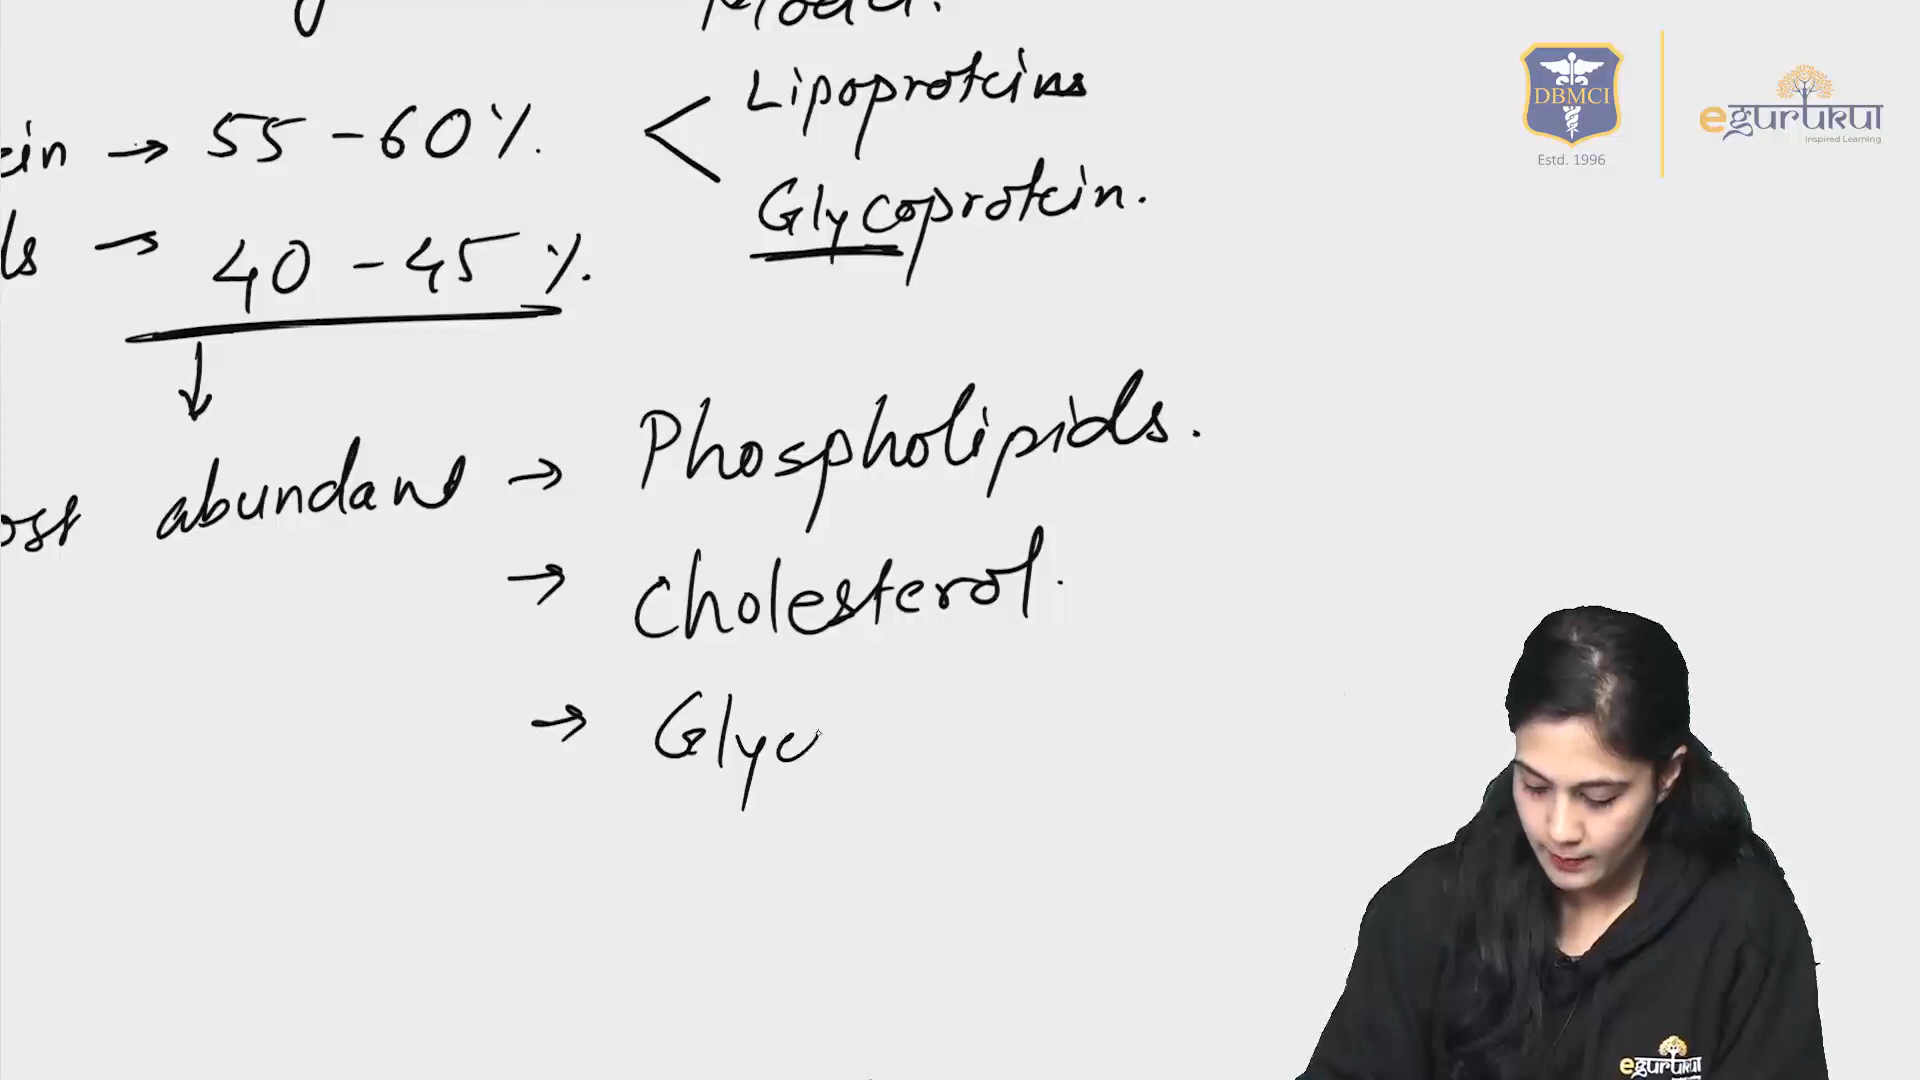 Model.
ein → 55 - 60 %. < Lipoproteins
Glycoprotein.
ls → 40 - 45 %.
↓
ost abundant → Phospholipids.
→ Cholesterol.
→ Glyc
DBMCI
Estd. 1996
egurukul
Inspired Learning
egurukul